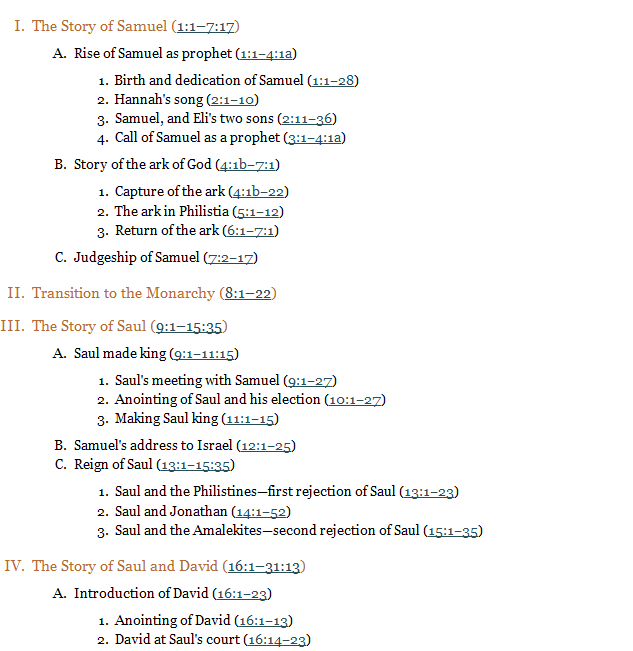 I. The Story of Samuel (1:1–7:17)
A. Rise of Samuel as prophet (1:1–4:1a)
1. Birth and dedication of Samuel (1:1–28)
2. Hannah's song (2:1–10)
3. Samuel, and Eli's two sons (2:11–36)
4. Call of Samuel as a prophet (3:1–4:1a)
B. Story of the ark of God (4:1b–7:1)
1. Capture of the ark (4:1b–22)
2. The ark in Philistia (5:1–12)
3. Return of the ark (6:1–7:1)
C. Judgeship of Samuel (7:2–17)
II. Transition to the Monarchy (8:1–22)
III. The Story of Saul (9:1–15:35)
A. Saul made king (9:1–11:15)
1. Saul's meeting with Samuel (9:1–27)
2. Anointing of Saul and his election (10:1–27)
3. Making Saul king (11:1–15)
B. Samuel's address to Israel (12:1–25)
C. Reign of Saul (13:1–15:35)
1. Saul and the Philistines—first rejection of Saul (13:1–23)
2. Saul and Jonathan (14:1–52)
3. Saul and the Amalekites—second rejection of Saul (15:1–35)
IV. The Story of Saul and David (16:1–31:13)
A. Introduction of David (16:1–23)
1. Anointing of David (16:1–13)
2. David at Saul's court (16:14–23)